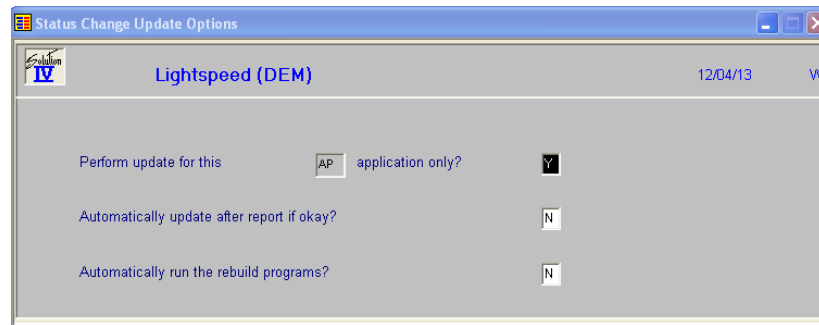 Status Change Update Options
Solution
IV
Lightspeed (DEM) 12/04/13
Perform update for this AP application only? Y
Automatically update after report if okay? N
Automatically run the rebuild programs? N